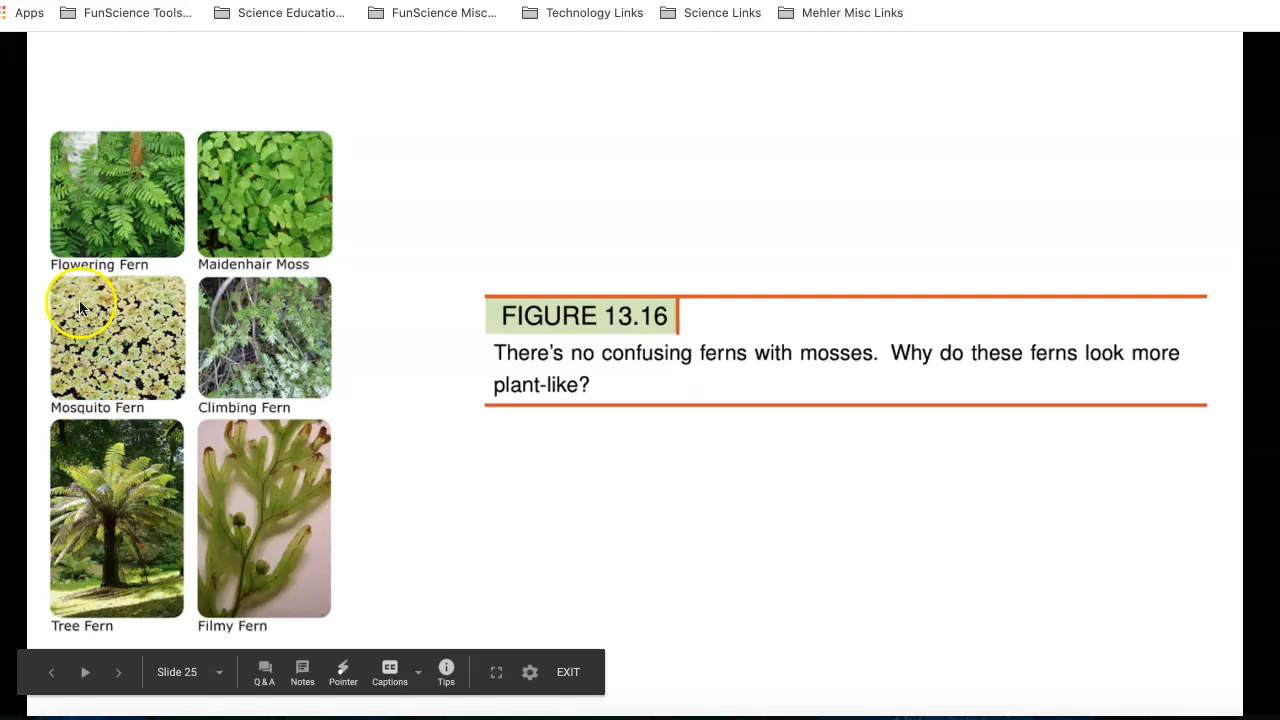 Apps FunScience Tools... Science Educatio... FunScience Misc... Technology Links Science Links Mehler Misc Links
Flowering Fern Maidenhair Moss
Mosquito Fern Climbing Fern
Tree Fern Filmy Fern
FIGURE 13.16
There's no confusing ferns with mosses. Why do these ferns look more
plant-like?
Slide 25 Q&A Notes Pointer CC Captions Tips EXIT